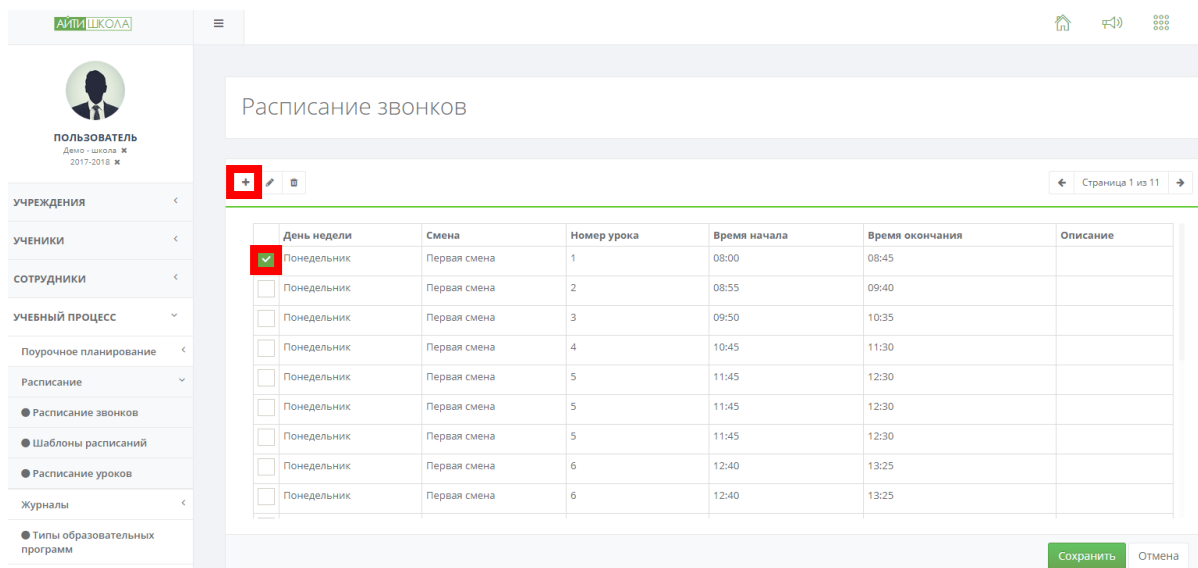 АЙТИ ШКОЛА
ПОЛЬЗОВАТЕЛЬ
Демо - школа ✖
2017-2018 ✖
УЧРЕЖДЕНИЯ
УЧЕНИКИ
СОТРУДНИКИ
УЧЕБНЫЙ ПРОЦЕСС
Поурочное планирование
Расписание
Расписание звонков
Шаблоны расписаний
Расписание уроков
Журналы
Типы образовательных
программ
Расписание звонков
Страница 1 из 11
День недели Смена Номер урока Время начала Время окончания Описание
Понедельник Первая смена 1 08:00 08:45
Понедельник Первая смена 2 08:55 09:40
Понедельник Первая смена 3 09:50 10:35
Понедельник Первая смена 4 10:45 11:30
Понедельник Первая смена 5 11:45 12:30
Понедельник Первая смена 5 11:45 12:30
Понедельник Первая смена 5 11:45 12:30
Понедельник Первая смена 6 12:40 13:25
Понедельник Первая смена 6 12:40 13:25
Сохранить Отмена